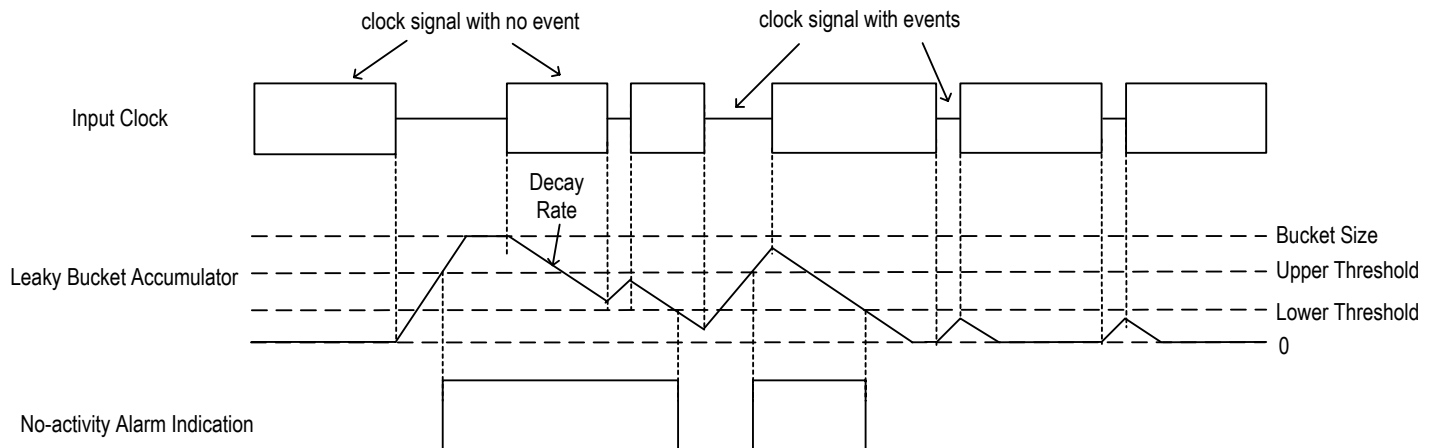 clock signal with no event
clock signal with events
Input Clock
Decay
Rate
Bucket Size
Leaky Bucket Accumulator
Upper Threshold
Lower Threshold
0
No-activity Alarm Indication